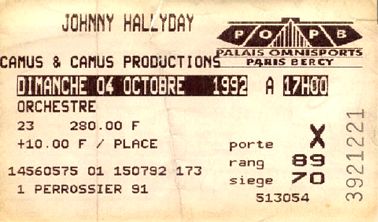 JOHNNY HALLYDAY
POPB
PALAIS OMNISPORTS
PARIS BERCY
CAMUS & CAMUS PRODUCTIONS
DIMANCHE 04 OCTOBRE 1992 A 17H00
ORCHESTRE
23 280.00 F
+10.00 F / PLACE
porte X
rang 89
siege 70
14560575 01 150792 173
1 PERROSSIER 91
513054
3921221